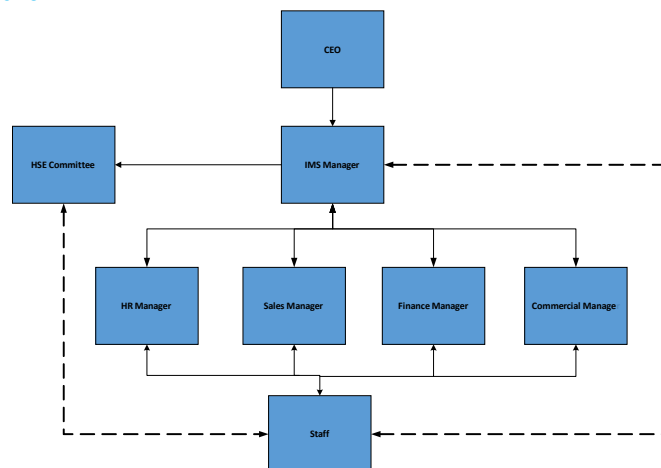 CEO
HSE Committee
IMS Manager
HR Manager
Sales Manager
Finance Manager
Commercial Manage
Staff